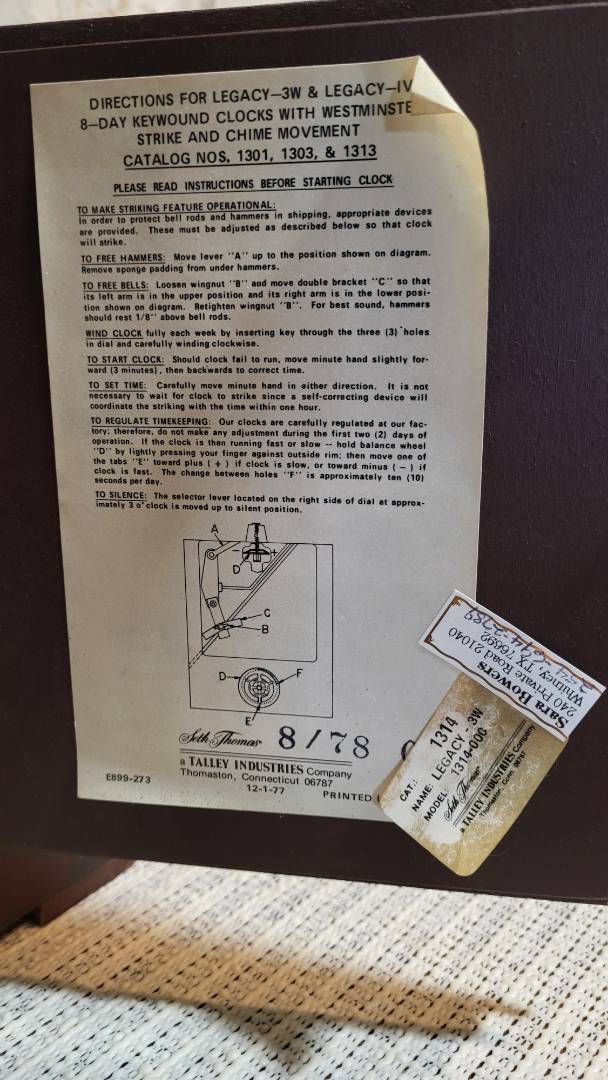 DIRECTIONS FOR LEGACY—3W & LEGACY—IV
8—DAY KEYWOUND CLOCKS WITH WESTMINSTE
STRIKE AND CHIME MOVEMENT
CATALOG NOS. 1301, 1303, & 1313
PLEASE READ INSTRUCTIONS BEFORE STARTING CLOCK
TO MAKE STRIKING FEATURE OPERATIONAL:
In order to protect bell rods and hammers in shipping, appropriate devices
are provided. These must be adjusted as described below so that clock
will strike.
TO FREE HAMMERS: Move lever "A" up to the position shown on diagram.
Remove sponge padding from under hammers.
TO FREE BELLS: Loosen wingnut "B" and move double bracket "C" so that
its left arm is in the upper position and its right arm is in the lower posi-
tion shown on diagram. Retighten wingnut "B". For best sound, hammers
should rest 1/8" above bell rods.
WIND CLOCK fully each week by inserting key through the three (3) holes
in dial and carefully winding clockwise.
TO START CLOCK: Should clock fail to run, move minute hand slightly for-
ward (3 minutes), then backwards to correct time.
TO SET TIME: Carefully move minute hand in either direction. It is not
necessary to wait for clock to strike since a self-correcting device will
coordinate the striking with the time within one hour.
TO REGULATE TIMEKEEPING: Our clocks are carefully regulated at our fac-
tory; therefore, do not make any adjustment during the first two (2) days of
operation. If the clock is then running fast or slow -- hold balance wheel
"D" by lightly pressing your finger against outside rim; then move one of
the tabs "E" toward plus ( + ) if clock is slow, or toward minus ( — ) if
clock is fast. The change between holes "F" is approximately ten (10)
seconds per day.
TO SILENCE: The selector lever located on the right side of dial at approx-
imately 3 o'clock is moved up to silent position.
A
— +
D
C
B
D
F
E
Seth Thomas 8/78
a TALLEY INDUSTRIES Company
Thomaston, Connecticut 06787
E899-273
12-1-77
PRINTED
Sara Bowers
240 Private Road 21040
Whitney, TX 76692
CAT.: 1314
NAME: LEGACY - 3W
MODEL: 1314-000
Seth Thomas
a TALLEY INDUSTRIES Company
Thomaston, Conn. 06787